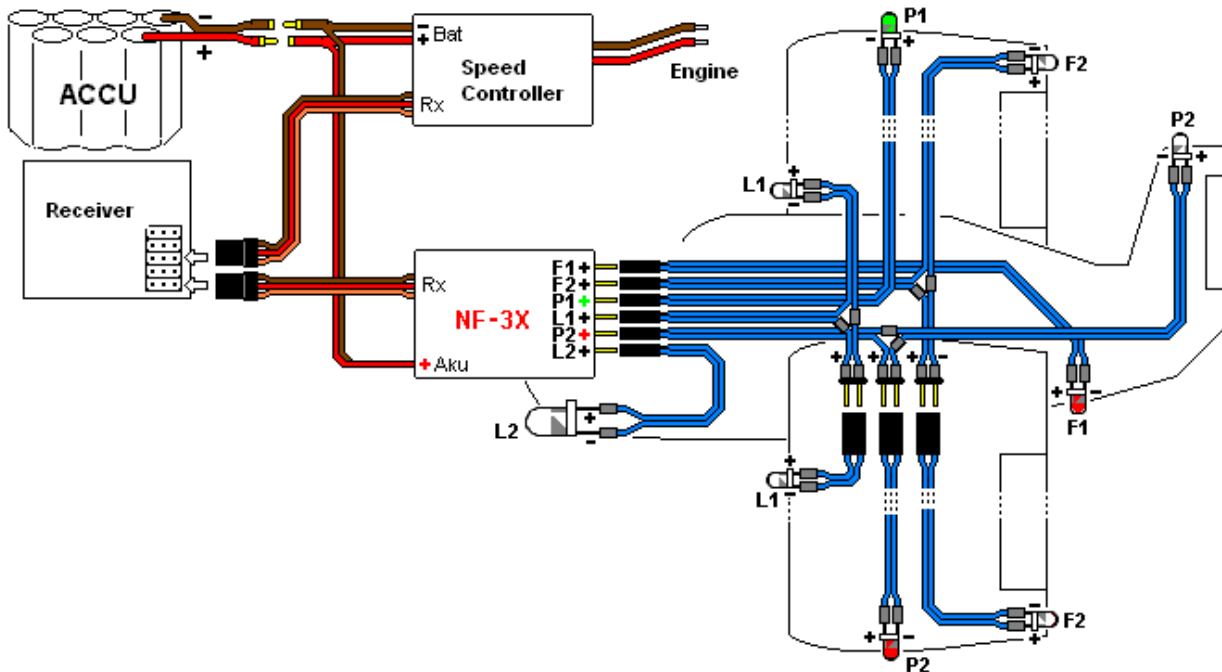 ACCU
- +
- Bat
+
Speed
Controller
Rx
Engine
Receiver
Rx
NF-3X
+ Aku
F1 +
F2 +
P1 +
L1 +
P2 +
L2 +
L2
+
-
P1
- +
F2
-
+
P2
- +
L1
+
-
+ + -
F1
+ -
L1
+
-
P2
+ -
F2
-
+